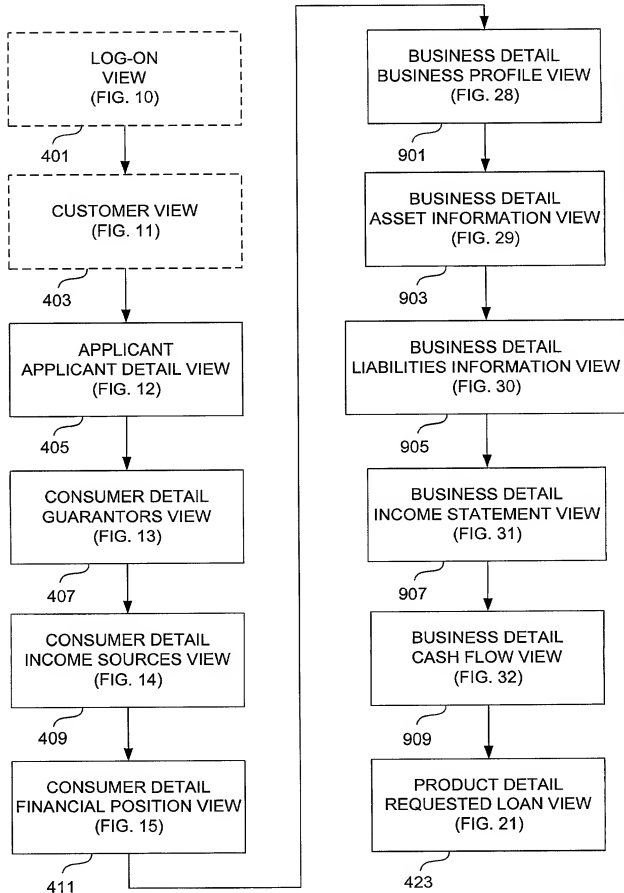 LOG-ON
VIEW
(FIG. 10)
401
CUSTOMER VIEW
(FIG. 11)
403
APPLICANT
APPLICANT DETAIL VIEW
(FIG. 12)
405
CONSUMER DETAIL
GUARANTORS VIEW
(FIG. 13)
407
CONSUMER DETAIL
INCOME SOURCES VIEW
(FIG. 14)
409
CONSUMER DETAIL
FINANCIAL POSITION VIEW
(FIG. 15)
411
BUSINESS DETAIL
BUSINESS PROFILE VIEW
(FIG. 28)
901
BUSINESS DETAIL
ASSET INFORMATION VIEW
(FIG. 29)
903
BUSINESS DETAIL
LIABILITIES INFORMATION VIEW
(FIG. 30)
905
BUSINESS DETAIL
INCOME STATEMENT VIEW
(FIG. 31)
907
BUSINESS DETAIL
CASH FLOW VIEW
(FIG. 32)
909
PRODUCT DETAIL
REQUESTED LOAN VIEW
(FIG. 21)
423